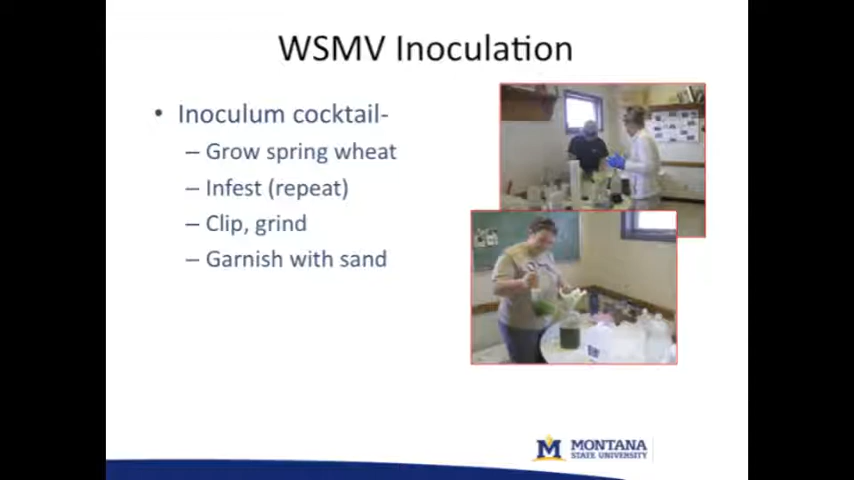 WSMV Inoculation
• Inoculum cocktail-
– Grow spring wheat
– Infest (repeat)
– Clip, grind
– Garnish with sand
M MONTANA
STATE UNIVERSITY